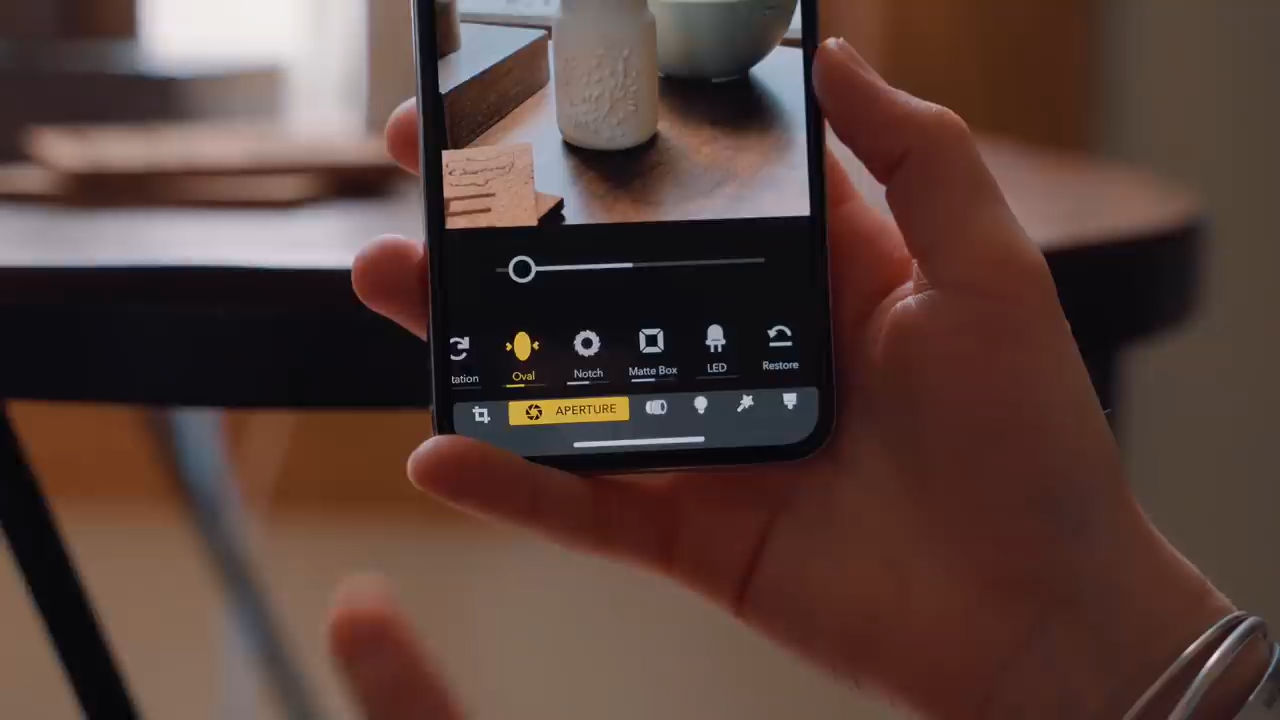 tation
Oval
Notch
Matte Box
LED
Restore
APERTURE